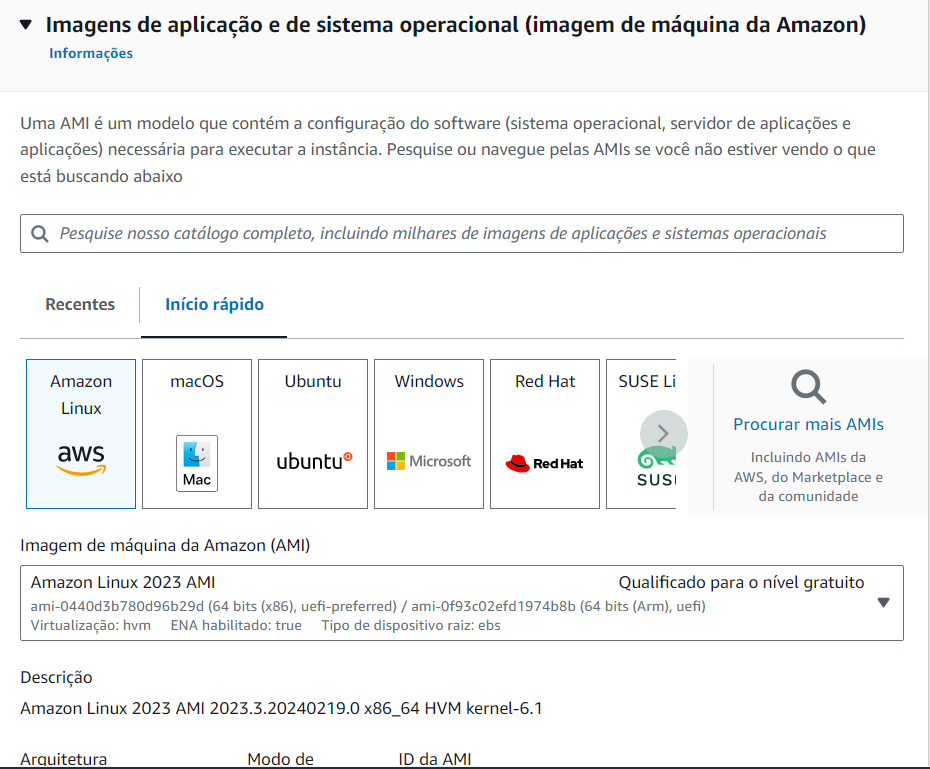 Imagens de aplicação e de sistema operacional (imagem de máquina da Amazon)
Informações
Uma AMI é um modelo que contém a configuração do software (sistema operacional, servidor de aplicações e
aplicações) necessária para executar a instância. Pesquise ou navegue pelas AMIs se você não estiver vendo o que
está buscando abaixo
Pesquise nosso catálogo completo, incluindo milhares de imagens de aplicações e sistemas operacionais
Recentes
Início rápido
Amazon
Linux
aws
macOS
Mac
Ubuntu
ubuntu
Windows
Microsoft
Red Hat
Red Hat
SUSE Li
SUS
Procurar mais AMIs
Incluindo AMIs da
AWS, do Marketplace e
da comunidade
Imagem de máquina da Amazon (AMI)
Amazon Linux 2023 AMI
Qualificado para o nível gratuito
ami-0440d3b780d96b29d (64 bits (x86), uefi-preferred) / ami-0f93c02efd1974b8b (64 bits (Arm), uefi)
Virtualização: hvm ENA habilitado: true Tipo de dispositivo raiz: ebs
Descrição
Amazon Linux 2023 AMI 2023.3.20240219.0 x86_64 HVM kernel-6.1
Arquitetura Modo de ID da AMI